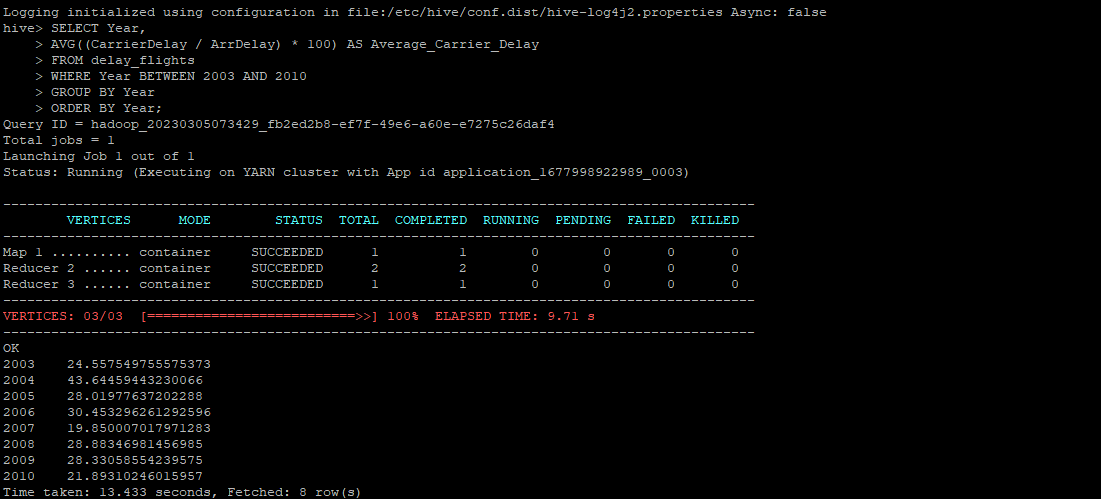 Logging initialized using configuration in file:/etc/hive/conf.dist/hive-log4j2.properties Async: false
hive> SELECT Year,
    > AVG((CarrierDelay / ArrDelay) * 100) AS Average_Carrier_Delay
    > FROM delay_flights
    > WHERE Year BETWEEN 2003 AND 2010
    > GROUP BY Year
    > ORDER BY Year;
Query ID = hadoop_20230305073429_fb2ed2b8-ef7f-49e6-a60e-e7275c26daf4
Total jobs = 1
Launching Job 1 out of 1
Status: Running (Executing on YARN cluster with App id application_1677998922989_0003)
----------------------------------------------------------------------------------------------
        VERTICES      MODE        STATUS  TOTAL  COMPLETED  RUNNING  PENDING  FAILED  KILLED
----------------------------------------------------------------------------------------------
Map 1 .......... container     SUCCEEDED      1          1        0        0       0       0
Reducer 2 ...... container     SUCCEEDED      2          2        0        0       0       0
Reducer 3 ...... container     SUCCEEDED      1          1        0        0       0       0
----------------------------------------------------------------------------------------------
VERTICES: 03/03  [==========================>>] 100%  ELAPSED TIME: 9.71 s
----------------------------------------------------------------------------------------------
OK
2003    24.557549755575373
2004    43.64459443230066
2005    28.01977637202288
2006    30.453296261292596
2007    19.850007017971283
2008    28.88346981456985
2009    28.33058554239575
2010    21.89310246015957
Time taken: 13.433 seconds, Fetched: 8 row(s)